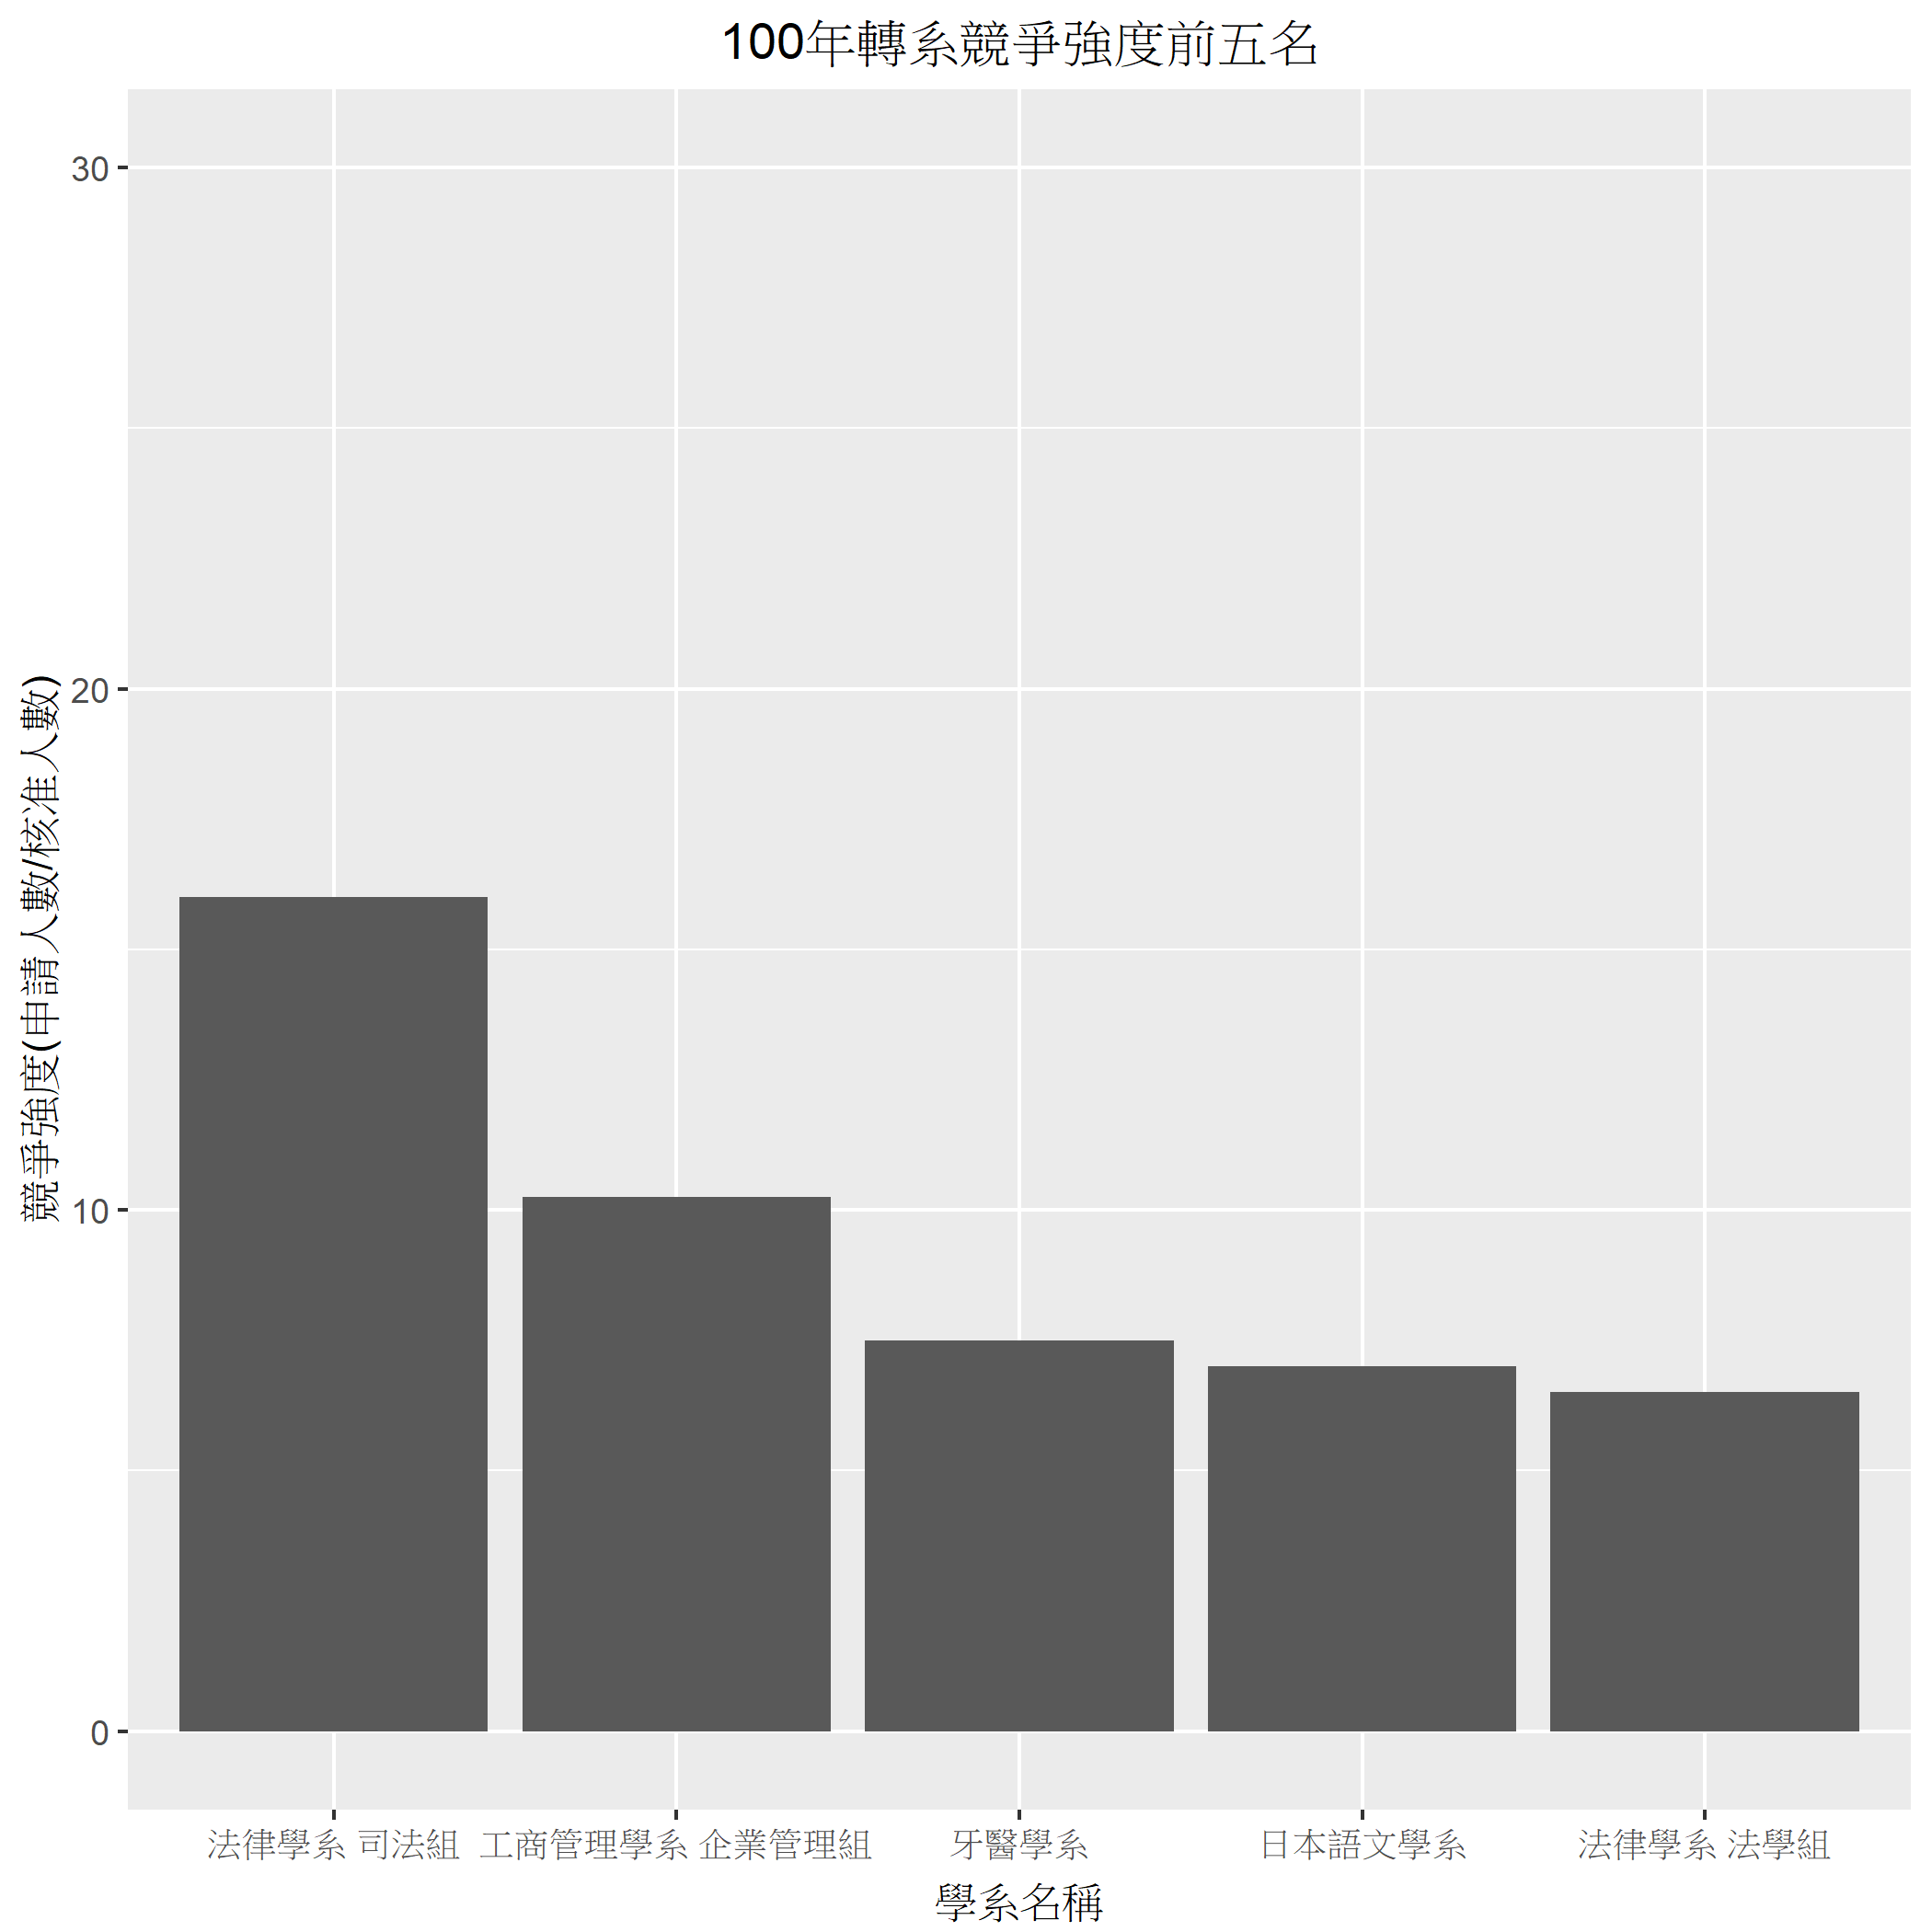 100年轉系競爭強度前五名
競爭強度(申請人數/核准人數)
30
20
10
0
法律學系 司法組 工商管理學系 企業管理組 牙醫學系 日本語文學系 法律學系 法學組
學系名稱